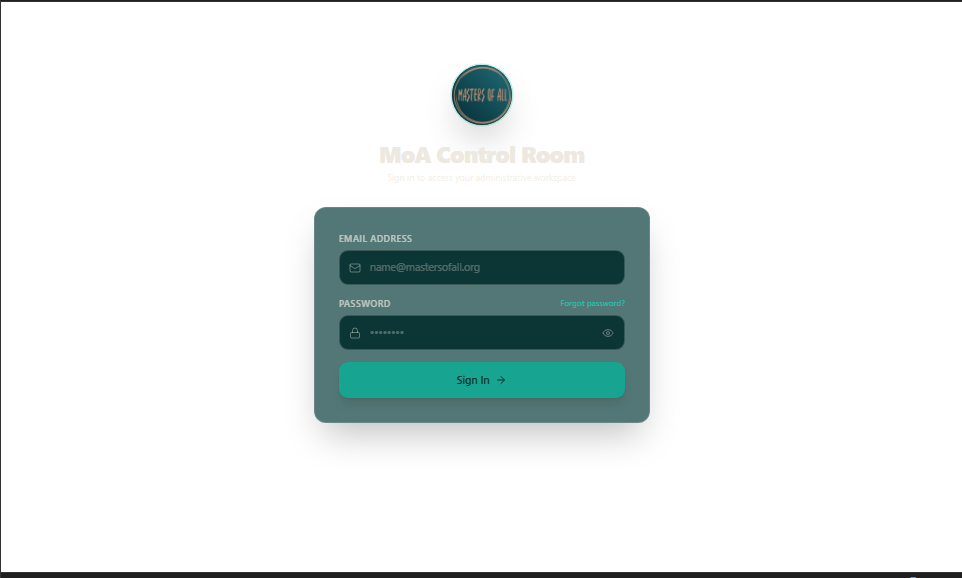 MASTERS OF ALL
MoA Control Room
Sign in to access your administrative workspace
EMAIL ADDRESS
name@mastersofall.org
PASSWORD
Forgot password?
••••••••
Sign In →